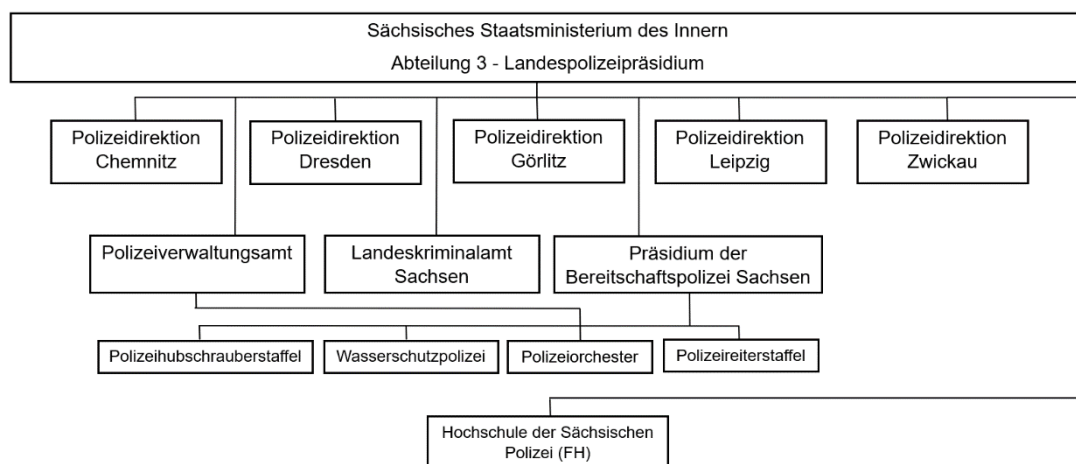 Sächsisches Staatsministerium des Innern
Abteilung 3 - Landespolizeipräsidium
Polizeidirektion
Chemnitz
Polizeidirektion
Dresden
Polizeidirektion
Görlitz
Polizeidirektion
Leipzig
Polizeidirektion
Zwickau
Polizeiverwaltungsamt
Landeskriminalamt
Sachsen
Präsidium der
Bereitschaftspolizei Sachsen
Polizeihubschrauberstaffel
Wasserschutzpolizei
Polizeiorchester
Polizeireiterstaffel
Hochschule der Sächsischen
Polizei (FH)